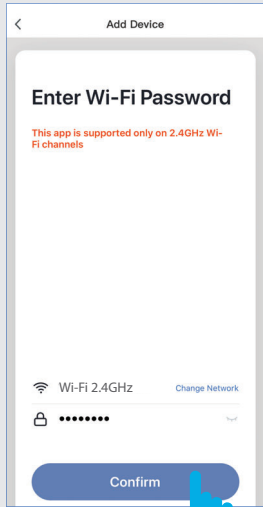 Add Device
Enter Wi-Fi Password
This app is supported only on 2.4GHz Wi-
Fi channels
Wi-Fi 2.4GHz Change Network
••••••••
Confirm